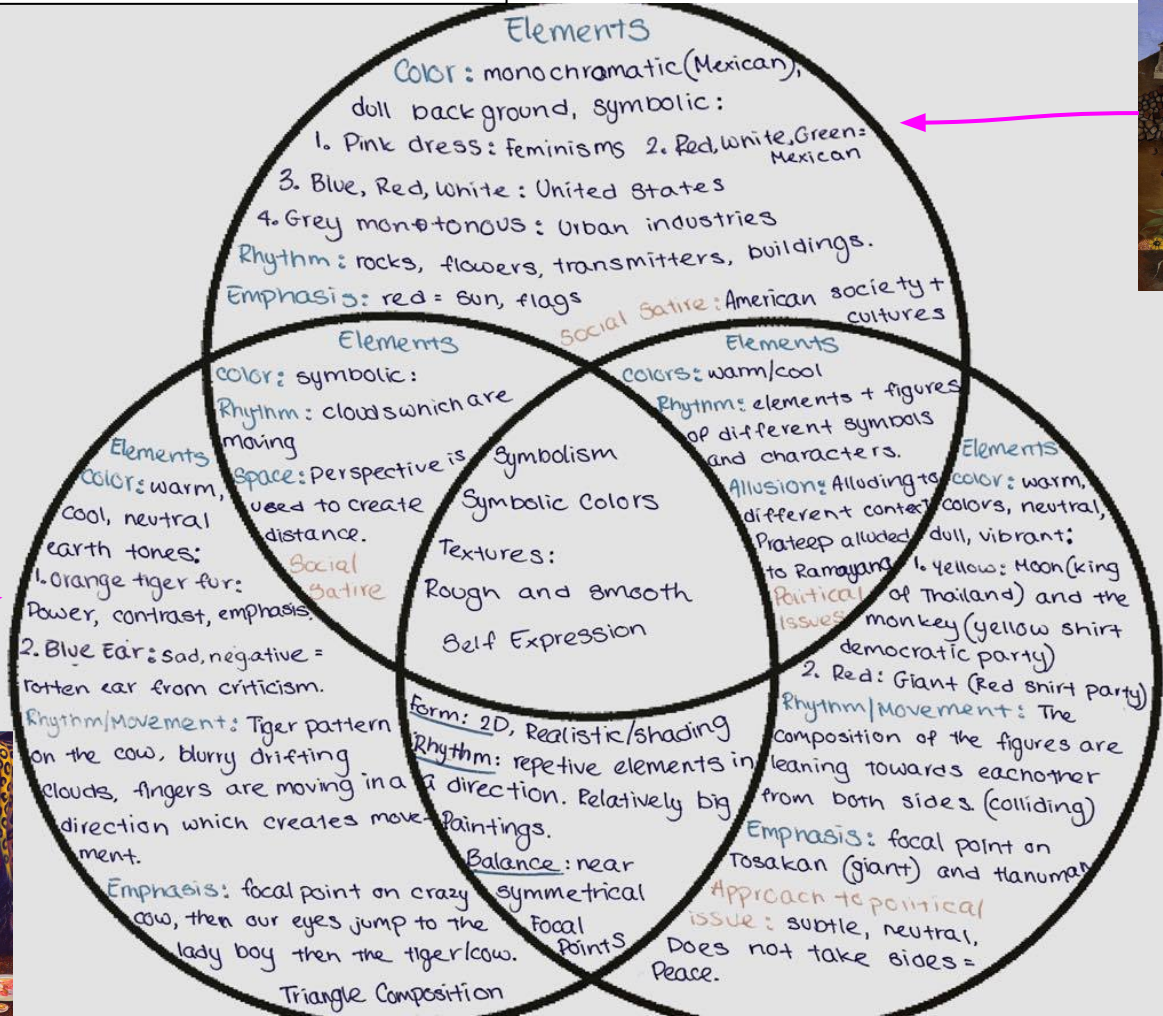 Elements
Color: monochromatic (Mexican),
dull background, symbolic:
1. Pink dress: feminisms 2. Red, white, Green =
Mexican
3. Blue, Red, White: United States
4. Grey monotonous: Urban industries
Rhythm: rocks, flowers, transmitters, buildings.
Emphasis: red = sun, flags
Social Satire: American society +
cultures
Elements
color: symbolic:
Rhythm: clouds which are
moving
Space: Perspective is
used to create
distance.
Social
Satire
Elements
colors: warm/cool
Rhythm: elements + figures
of different symbols
and characters.
Allusion: Alluding to
different context
Prateep alluded
to Ramayana
Political
Issues
Symbolism
Symbolic Colors
Textures:
Rough and smooth
Self Expression
Elements
Color: warm,
cool, neutral
earth tones:
1. Orange tiger fur:
Power, contrast, emphasis.
2. Blue Ear: Sad, negative =
rotten ear from criticism.
Rhythm/Movement: Tiger pattern
on the cow, blurry drifting
clouds, fingers are moving in a
direction which creates move-
ment.
Emphasis: focal point on crazy
cow, then our eyes jump to the
lady boy then the tiger/cow.
Triangle Composition
Form: 2D, Realistic/shading
Rhythm: repetive elements in
a direction. Relatively big
Paintings.
Balance: near
symmetrical
Focal
Points
Elements
color: warm,
colors, neutral,
dull, vibrant:
1. Yellow: Moon (king
of Thailand) and the
monkey (yellow shirt
democratic party)
2. Red: Giant (Red shirt party)
Rhythm/Movement: The
composition of the figures are
leaning towards eachother
from both sides. (colliding)
Emphasis: focal point on
Tosakan (giant) and Hanuman
Approach to political
issue: subtle, neutral,
Does not take sides =
Peace.